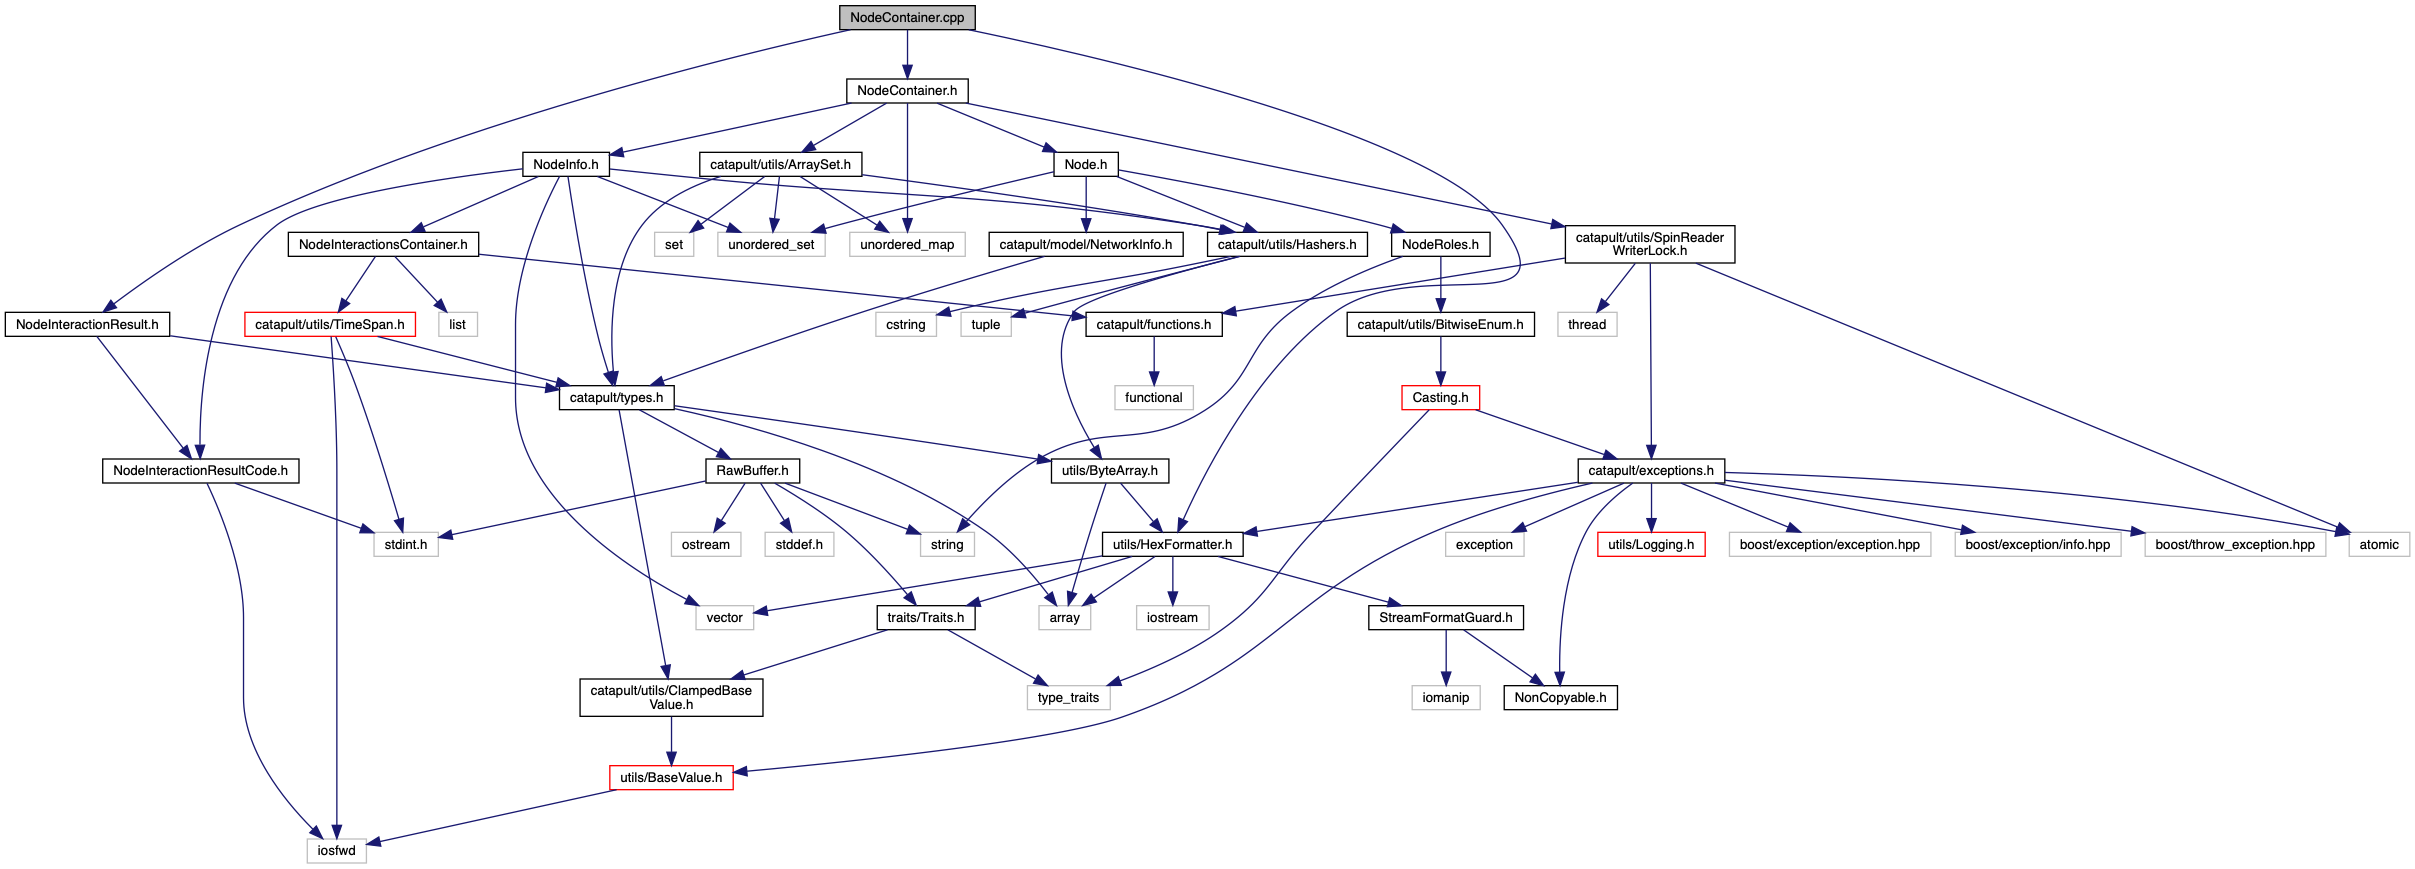 NodeContainer.cpp
NodeContainer.h
NodeInfo.h
catapult/utils/ArraySet.h
Node.h
NodeInteractionsContainer.h
set
unordered_set
unordered_map
catapult/model/NetworkInfo.h
catapult/utils/Hashers.h
NodeRoles.h
catapult/utils/SpinReader
WriterLock.h
NodeInteractionResult.h
catapult/utils/TimeSpan.h
list
cstring
tuple
catapult/functions.h
catapult/utils/BitwiseEnum.h
thread
catapult/types.h
functional
Casting.h
NodeInteractionResultCode.h
RawBuffer.h
utils/ByteArray.h
catapult/exceptions.h
stdint.h
ostream
stddef.h
string
utils/HexFormatter.h
exception
utils/Logging.h
boost/exception/exception.hpp
boost/exception/info.hpp
boost/throw_exception.hpp
atomic
vector
traits/Traits.h
array
iostream
StreamFormatGuard.h
catapult/utils/ClampedBase
Value.h
type_traits
iomanip
NonCopyable.h
utils/BaseValue.h
iosfwd